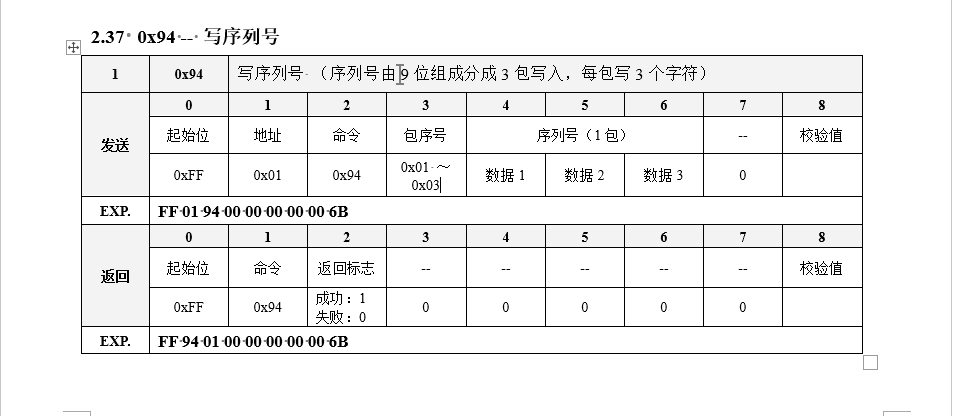 2.37 0x94 -- 写序列号
1 0x94 写序列号 （序列号由 9 位组成分成 3 包写入，每包写 3 个字符）
发送 0 1 2 3 4 5 6 7 8
起始位 地址 命令 包序号 序列号（1 包） -- 校验值
0xFF 0x01 0x94 0x01 ～ 0x03 数据 1 数据 2 数据 3 0
EXP. FF 01 94 00 00 00 00 00 6B
返回 0 1 2 3 4 5 6 7 8
起始位 命令 返回标志 -- -- -- -- -- 校验值
0xFF 0x94 成功：1 失败：0 0 0 0 0 0
EXP. FF 94 01 00 00 00 00 00 6B